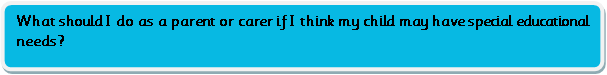 What should I do as a parent or carer if I think my child may have special educational
needs?